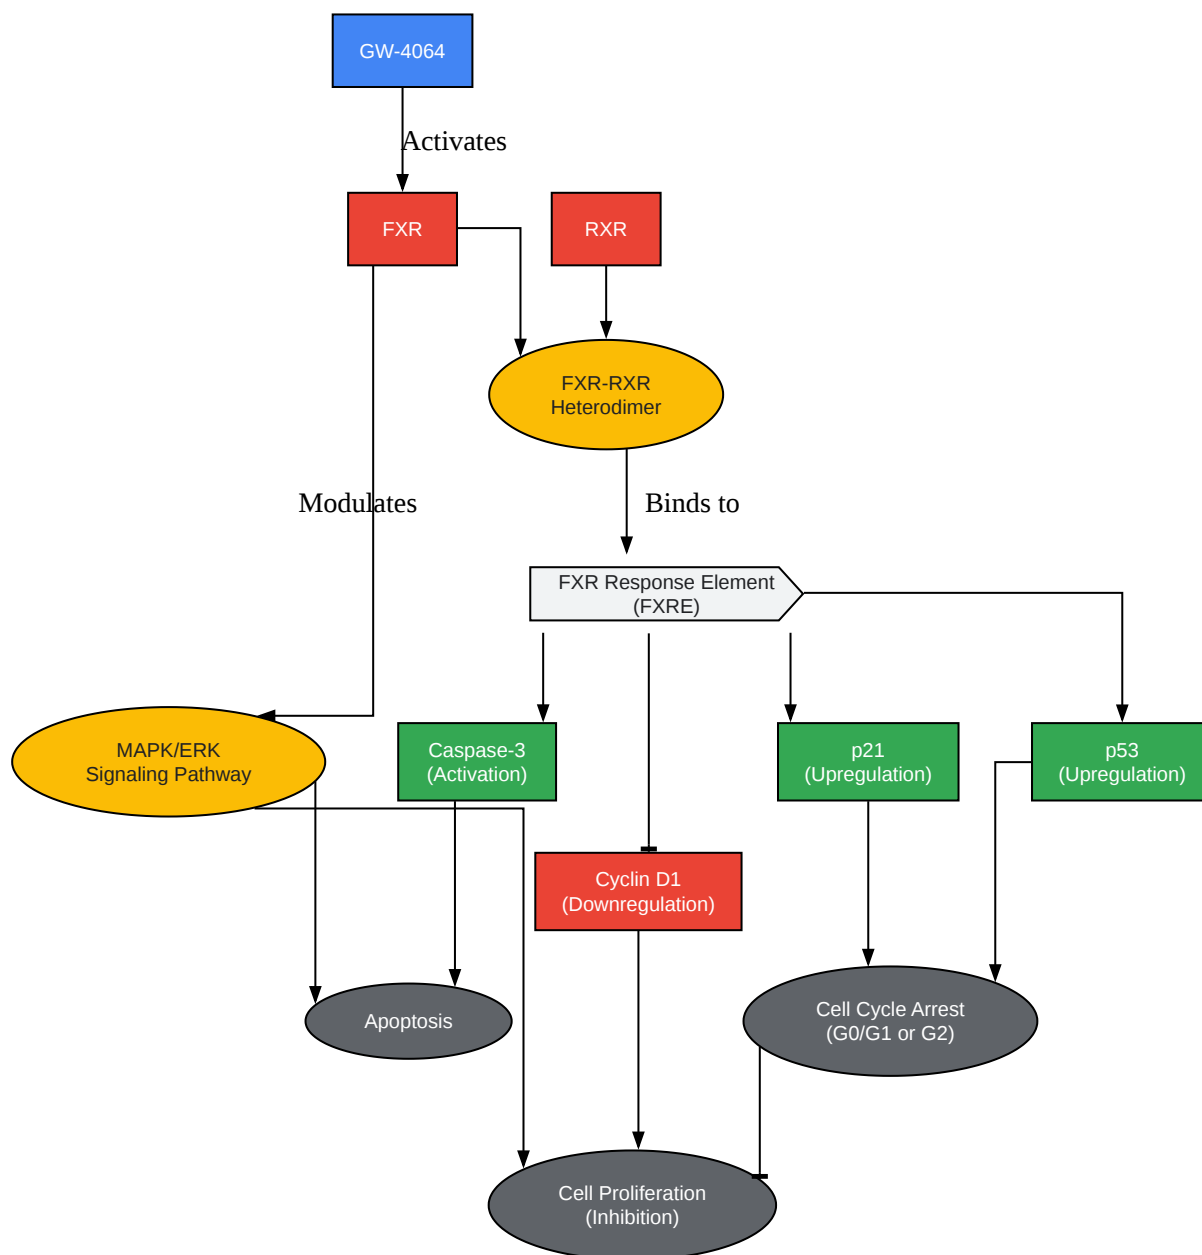 GW-4064
Activates
FXR
RXR
FXR-RXR
Heterodimer
Modulates
Binds to
FXR Response Element
(FXRE)
MAPK/ERK
Signaling Pathway
Caspase-3
(Activation)
p21
(Upregulation)
p53
(Upregulation)
Cyclin D1
(Downregulation)
Apoptosis
Cell Cycle Arrest
(G0/G1 or G2)
Cell Proliferation
(Inhibition)